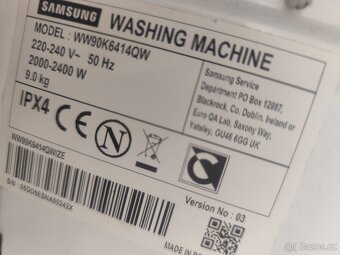 SAMSUNG WASHING MACHINE
MODEL: WW90K6414QW
220-240 V~ 50 Hz
2000-2400 W
9.0 kg
IPX4
Samsung Service
Department PO Box 12987,
Blackrock, Co. Dublin, Ireland or
Euro QA Lab, Saxony Way,
Yateley, GU46 6GG UK
N
C
WW90K6414QW/ZE
S/N :
Version No : 03
MADE IN